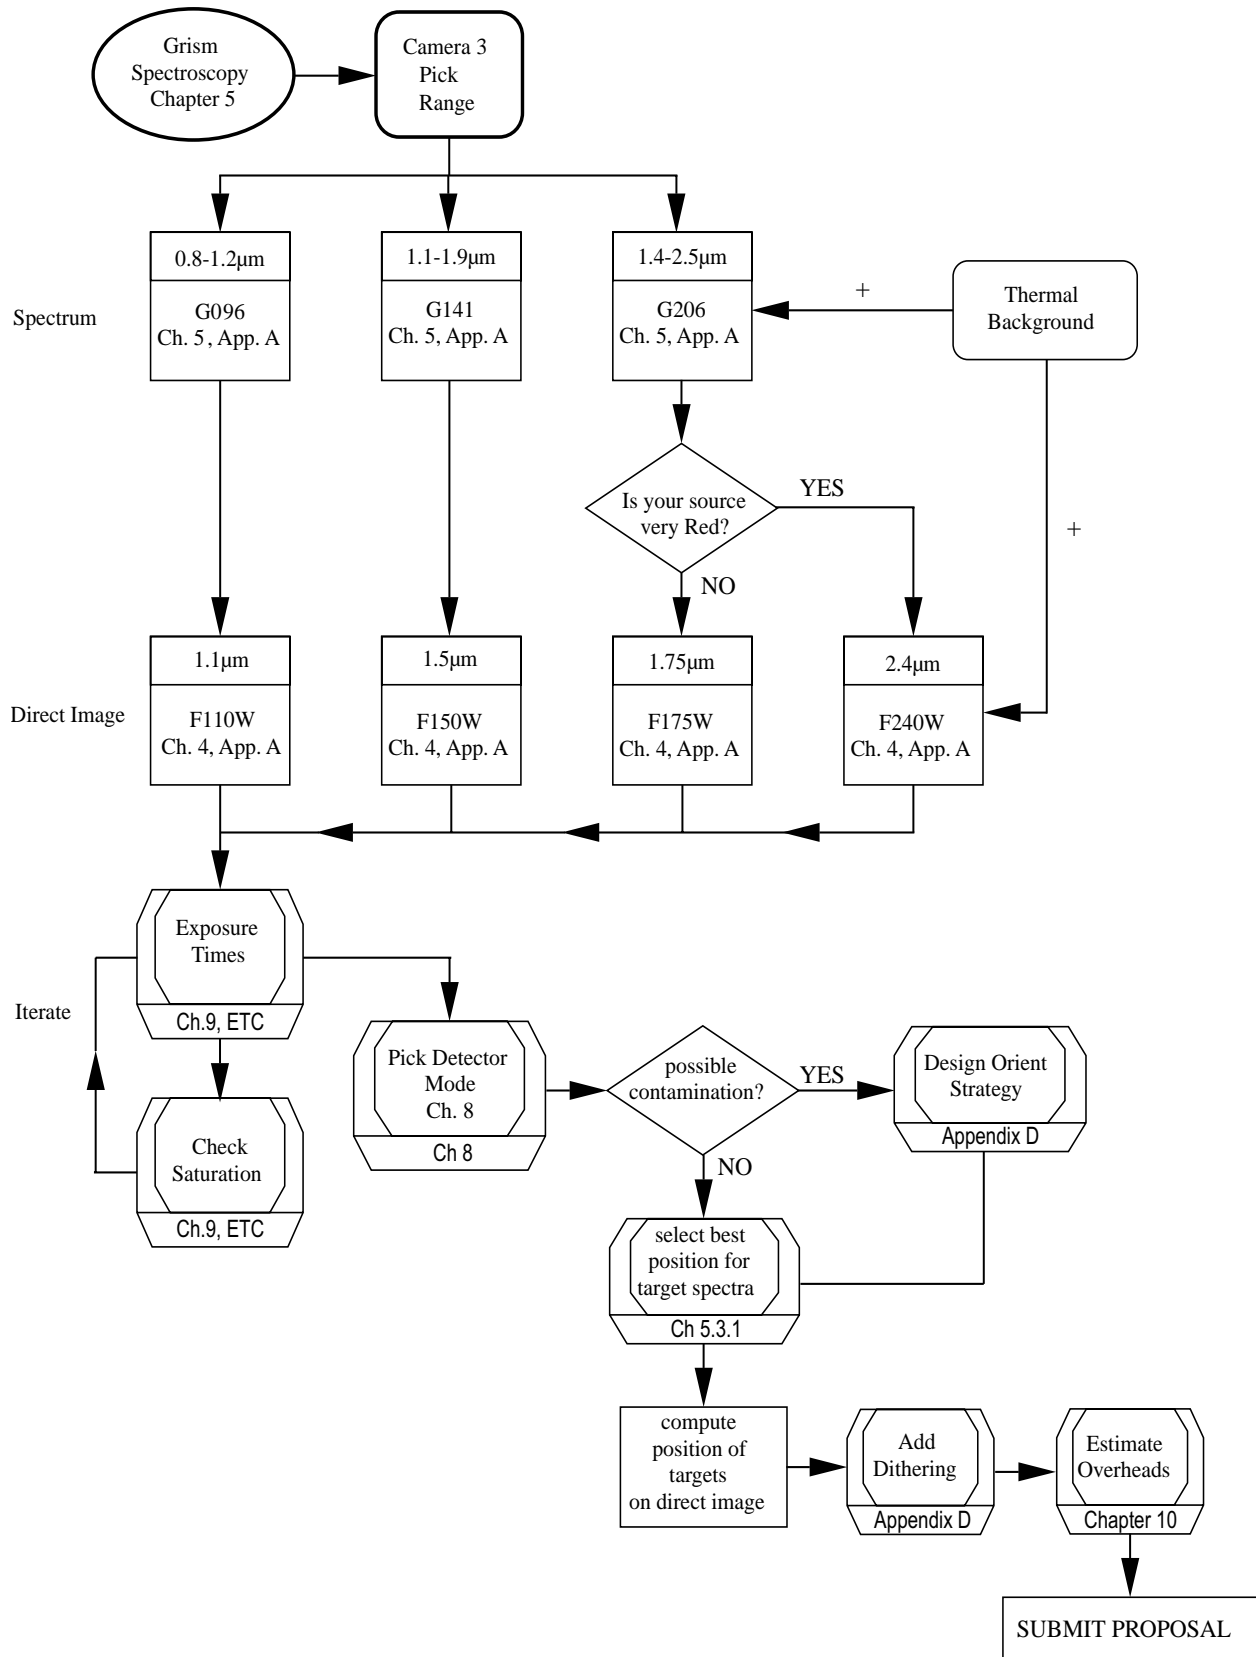 Grism
Spectroscopy
Chapter 5
Camera 3
Pick
Range
0.8-1.2µm
1.1-1.9µm
1.4-2.5µm
Spectrum
G096
Ch. 5, App. A
G141
Ch. 5, App. A
G206
Ch. 5, App. A
+
Thermal
Background
Is your source
very Red?
YES
+
NO
1.1µm
1.5µm
1.75µm
2.4µm
Direct Image
F110W
Ch. 4, App. A
F150W
Ch. 4, App. A
F175W
Ch. 4, App. A
F240W
Ch. 4, App. A
Exposure
Times
Ch.9, ETC
Iterate
Check
Saturation
Ch.9, ETC
Pick Detector
Mode
Ch. 8
Ch 8
possible
contamination?
YES
Design Orient
Strategy
Appendix D
NO
select best
position for
target spectra
Ch 5.3.1
compute
position of
targets
on direct image
Add
Dithering
Appendix D
Estimate
Overheads
Chapter 10
SUBMIT PROPOSAL